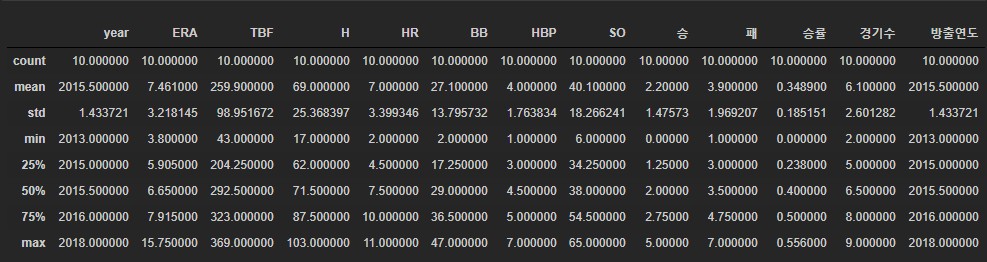 year ERA TBF H HR BB HBP SO 승 패 승률 경기수 방출연도
count 10.000000 10.000000 10.000000 10.000000 10.000000 10.000000 10.000000 10.000000 10.00000 10.000000 10.000000 10.000000 10.000000
mean 2015.500000 7.461000 259.900000 69.000000 7.000000 27.100000 4.000000 40.100000 2.20000 3.900000 0.348900 6.100000 2015.500000
std 1.433721 3.218145 98.951672 25.368397 3.399346 13.795732 1.763834 18.266241 1.47573 1.969207 0.185151 2.601282 1.433721
min 2013.000000 3.800000 43.000000 17.000000 2.000000 2.000000 1.000000 6.000000 0.00000 1.000000 0.000000 2.000000 2013.000000
25% 2015.000000 5.905000 204.250000 62.000000 4.500000 17.250000 3.000000 34.250000 1.25000 3.000000 0.238000 5.000000 2015.000000
50% 2015.500000 6.650000 292.500000 71.500000 7.500000 29.000000 4.500000 38.000000 2.00000 3.500000 0.400000 6.500000 2015.500000
75% 2016.000000 7.915000 323.000000 87.500000 10.000000 36.500000 5.000000 54.500000 2.75000 4.750000 0.500000 8.000000 2016.000000
max 2018.000000 15.750000 369.000000 103.000000 11.000000 47.000000 7.000000 65.000000 5.00000 7.000000 0.556000 9.000000 2018.000000